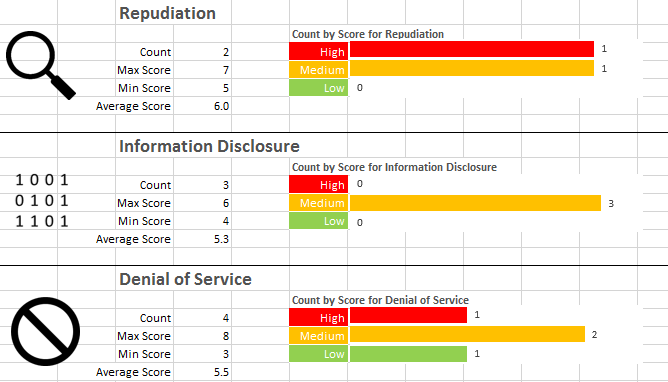 Repudiation
Count by Score for Repudiation
Count 2 High 1
Max Score 7 Medium 1
Min Score 5 Low 0
Average Score 6.0
Information Disclosure
Count by Score for Information Disclosure
1 0 0 1 Count 3 High 0
0 1 0 1 Max Score 6 Medium 3
1 1 0 1 Min Score 4 Low 0
Average Score 5.3
Denial of Service
Count by Score for Denial of Service
Count 4 High 1
Max Score 8 Medium 2
Min Score 3 Low 1
Average Score 5.5